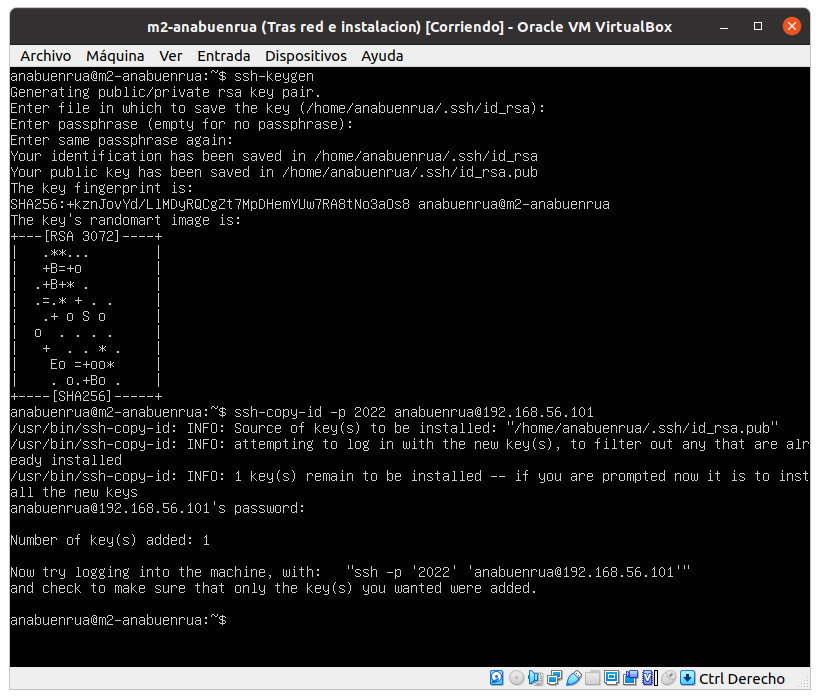 m2-anabuenrua (Tras red e instalacion) [Corriendo] - Oracle VM VirtualBox
Archivo Máquina Ver Entrada Dispositivos Ayuda
anabuenrua@m2-anabuenrua:~$ ssh-keygen
Generating public/private rsa key pair.
Enter file in which to save the key (/home/anabuenrua/.ssh/id_rsa):
Enter passphrase (empty for no passphrase):
Enter same passphrase again:
Your identification has been saved in /home/anabuenrua/.ssh/id_rsa
Your public key has been saved in /home/anabuenrua/.ssh/id_rsa.pub
The key fingerprint is:
SHA256:+kznJovYd/LlMDyRQCgZt7MpDHemYUw7RA8tNo3aOs8 anabuenrua@m2-anabuenrua
The key's randomart image is:
+---[RSA 3072]----+
|   .**...        |
|   +B=+o         |
|  .+B+* .        |
|  .=.* + . .     |
|   .+ o S o      |
|  o  . . . .     |
|   +  . . * .    |
|    Eo =+oo*     |
|    . o.+Bo .    |
+----[SHA256]-----+
anabuenrua@m2-anabuenrua:~$ ssh-copy-id -p 2022 anabuenrua@192.168.56.101
/usr/bin/ssh-copy-id: INFO: Source of key(s) to be installed: "/home/anabuenrua/.ssh/id_rsa.pub"
/usr/bin/ssh-copy-id: INFO: attempting to log in with the new key(s), to filter out any that are alr
eady installed
/usr/bin/ssh-copy-id: INFO: 1 key(s) remain to be installed -- if you are prompted now it is to inst
all the new keys
anabuenrua@192.168.56.101's password:
Number of key(s) added: 1
Now try logging into the machine, with:   "ssh -p '2022' 'anabuenrua@192.168.56.101'"
and check to make sure that only the key(s) you wanted were added.
anabuenrua@m2-anabuenrua:~$
Ctrl Derecho